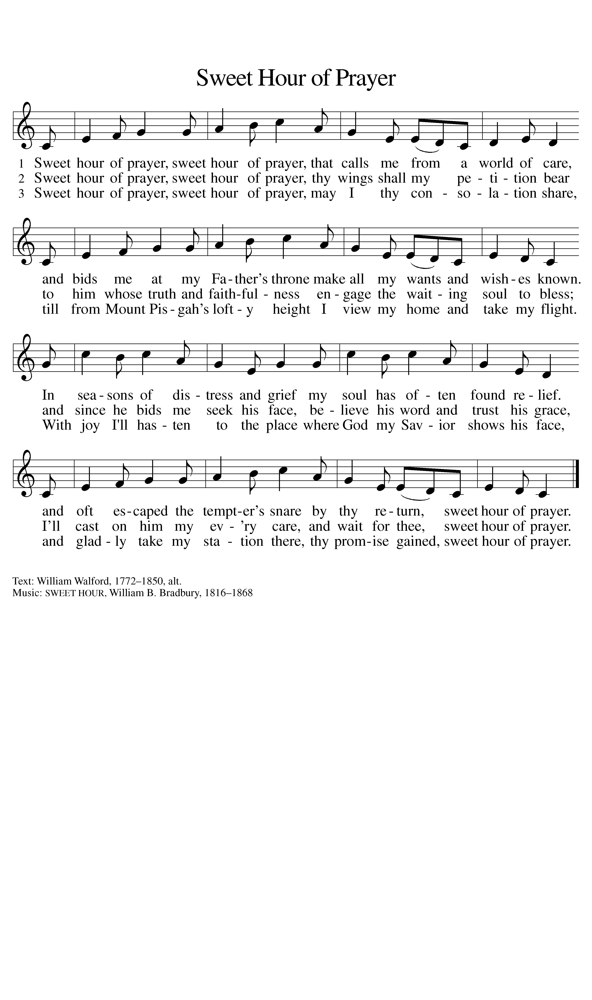 Sweet Hour of Prayer
1 Sweet hour of prayer, sweet hour of prayer, that calls me from a world of care,
2 Sweet hour of prayer, sweet hour of prayer, thy wings shall my pe - ti - tion bear
3 Sweet hour of prayer, sweet hour of prayer, may I thy con - so - la - tion share,
and bids me at my Fa - ther’s throne make all my wants and wish - es known.
to him whose truth and faith - ful - ness en - gage the wait - ing soul to bless;
till from Mount Pis - gah’s loft - y height I view my home and take my flight.
In sea - sons of dis - tress and grief my soul has of - ten found re - lief.
and since he bids me seek his face, be - lieve his word and trust his grace,
With joy I'll has - ten to the place where God my Sav - ior shows his face,
and oft es - caped the tempt - er’s snare by thy re - turn, sweet hour of prayer.
I’ll cast on him my ev - ’ry care, and wait for thee, sweet hour of prayer.
and glad - ly take my sta - tion there, thy prom - ise gained, sweet hour of prayer.
Text: William Walford, 1772–1850, alt.
Music: SWEET HOUR, William B. Bradbury, 1816–1868